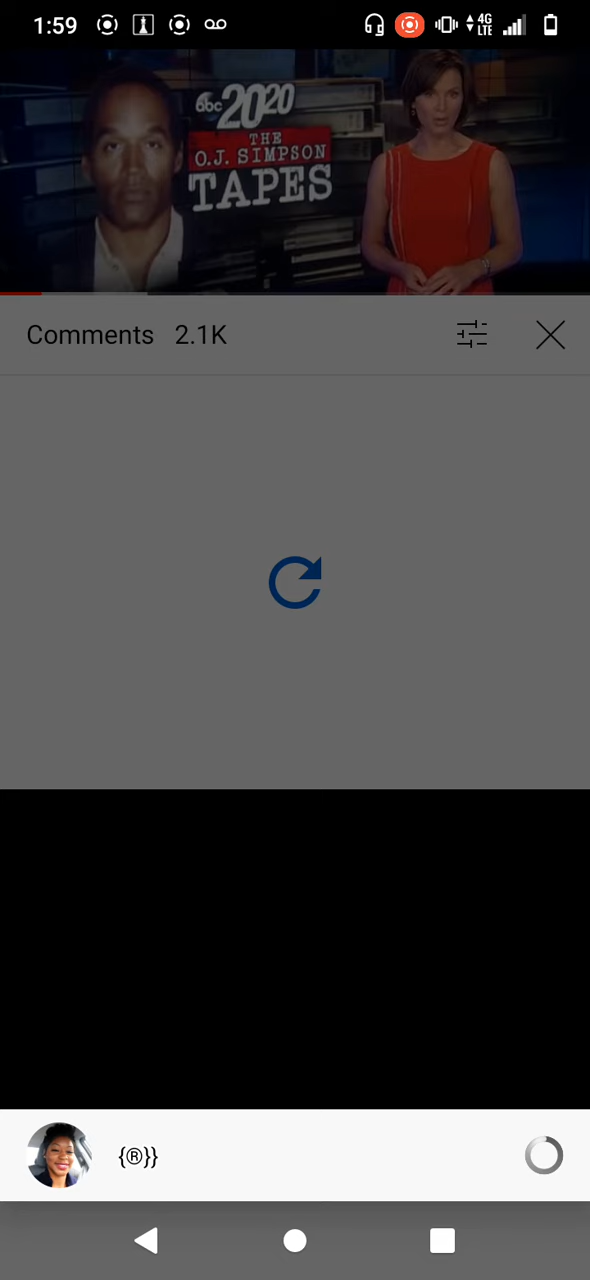 1:59
4G
LTE
abc 20/20
THE
O.J. SIMPSON
TAPES
Comments 2.1K
{®}}